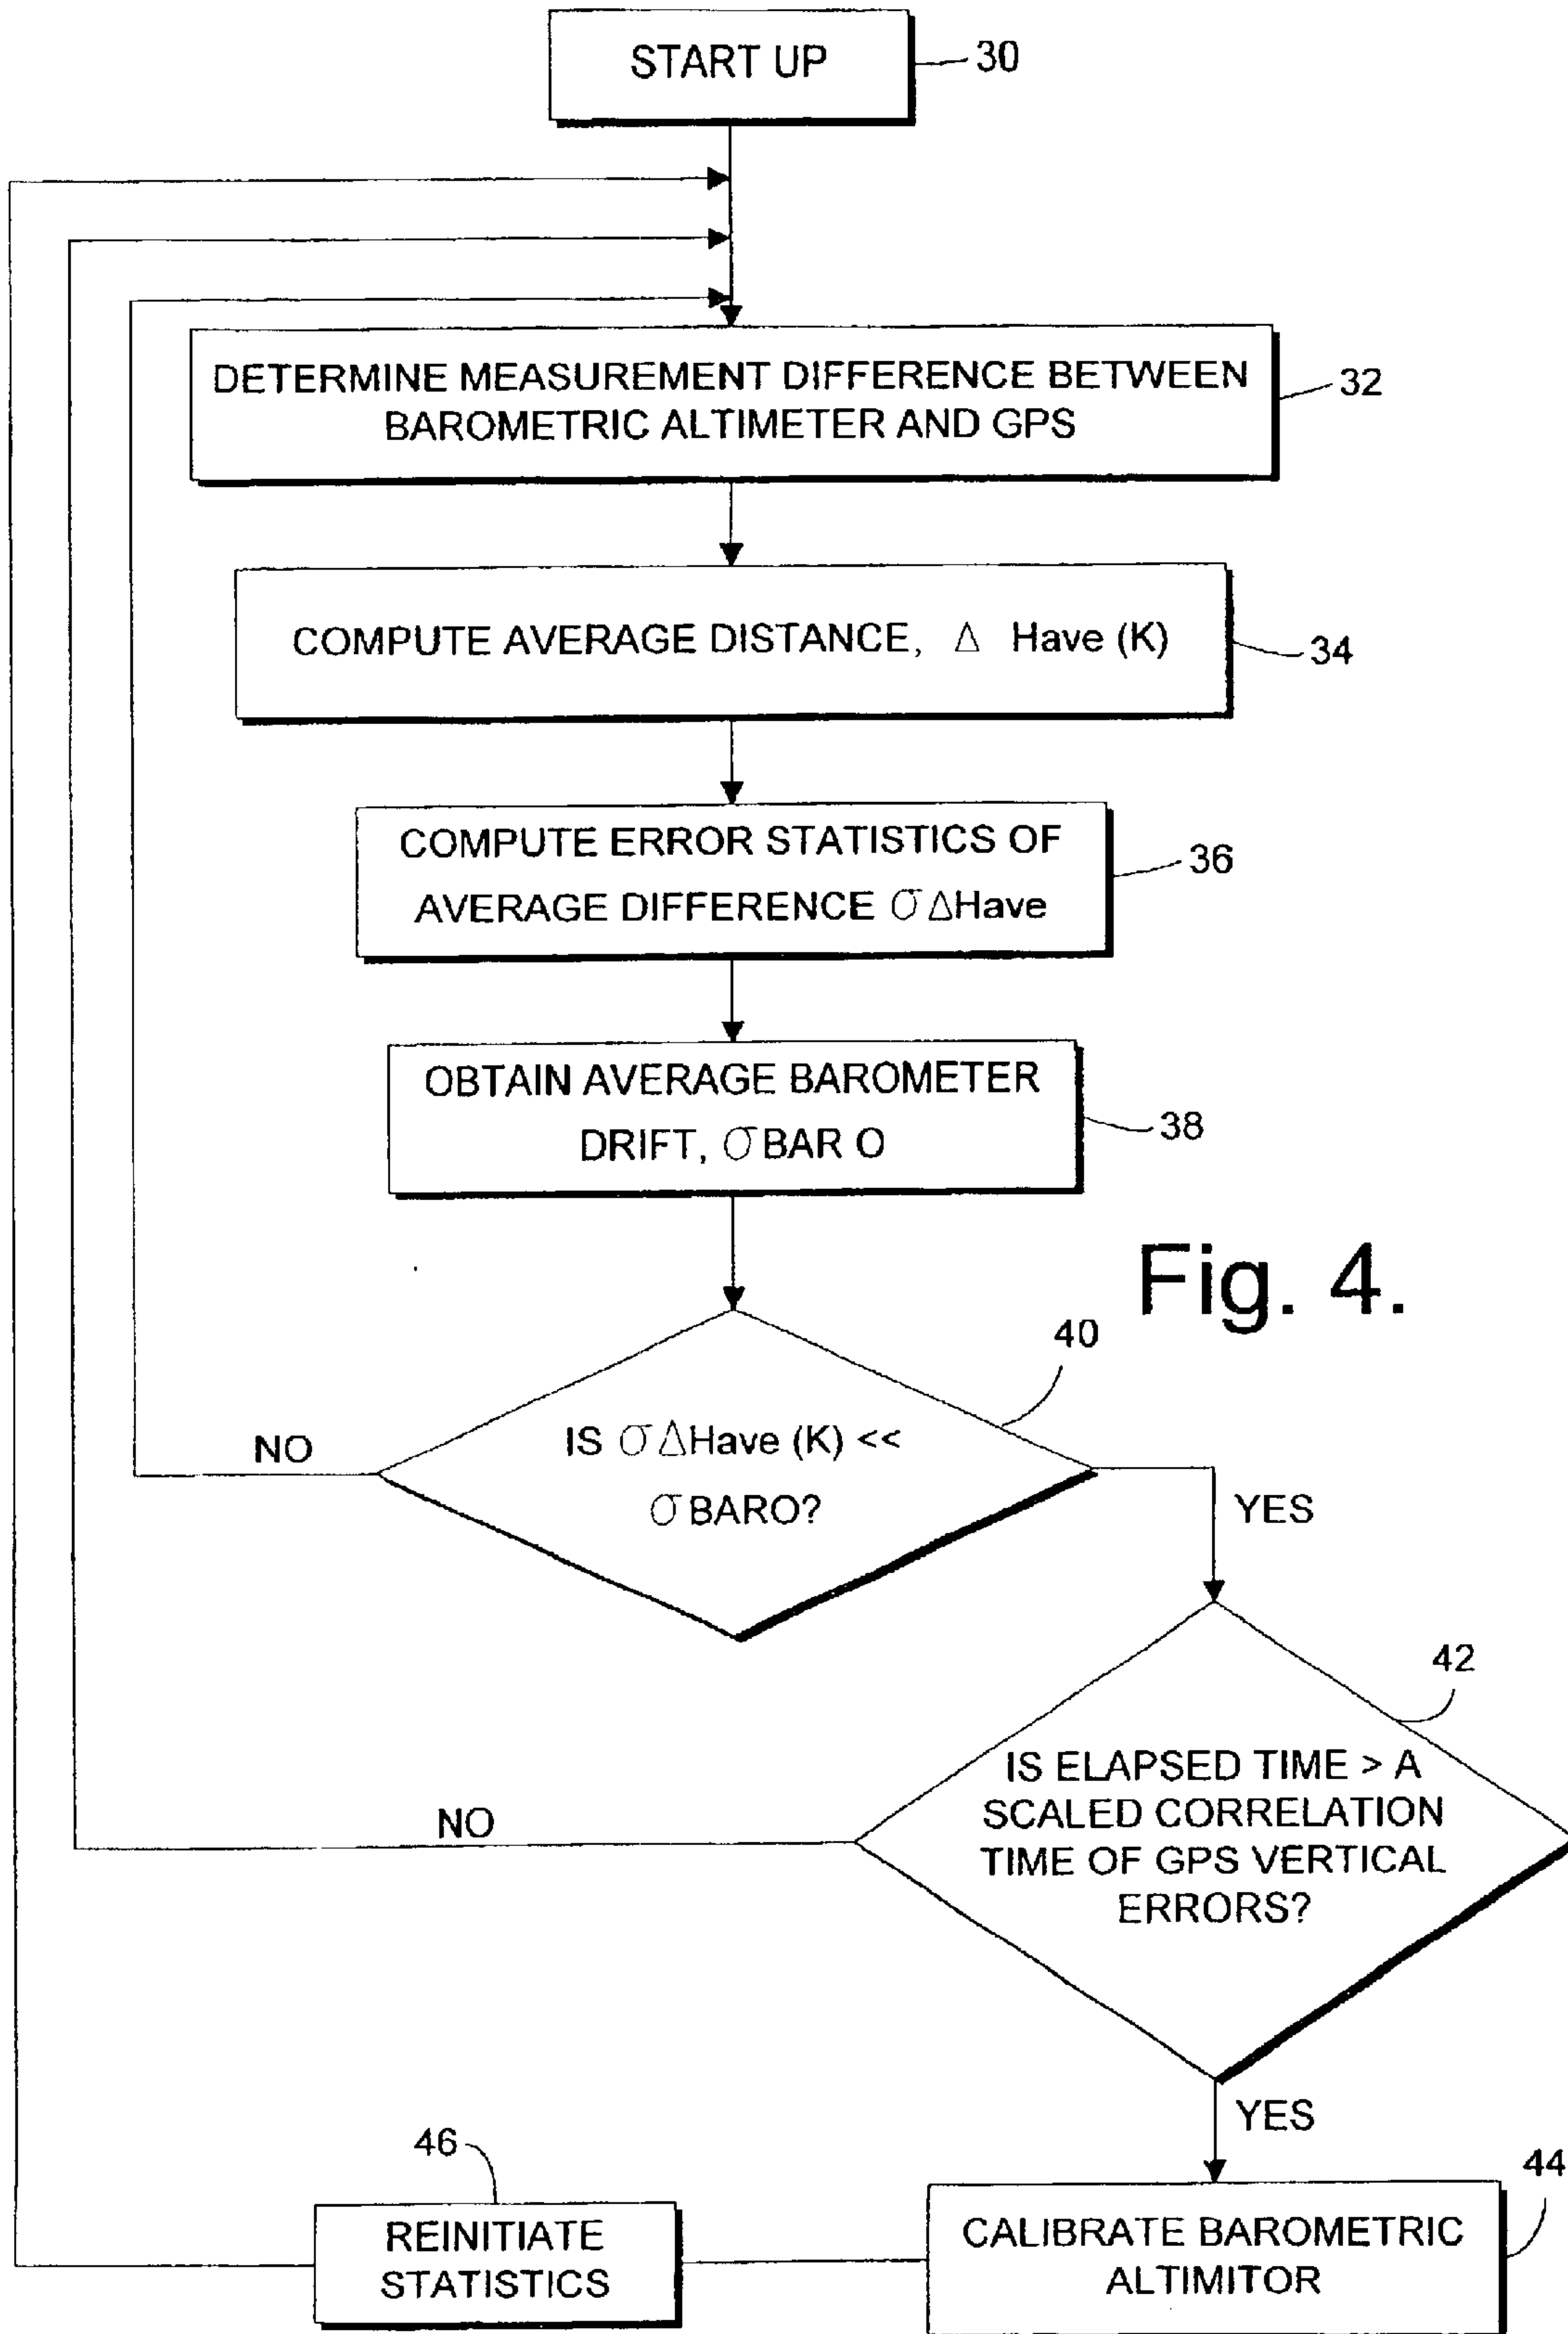 START UP
30
DETERMINE MEASUREMENT DIFFERENCE BETWEEN
BAROMETRIC ALTIMETER AND GPS
32
COMPUTE AVERAGE DISTANCE, Δ Have (K)
34
COMPUTE ERROR STATISTICS OF
AVERAGE DIFFERENCE σ ΔHave
36
OBTAIN AVERAGE BAROMETER
DRIFT, σ BAR O
38
Fig. 4.
40
IS σ ΔHave (K) <<
σ BARO?
NO
YES
42
IS ELAPSED TIME > A
SCALED CORRELATION
TIME OF GPS VERTICAL
ERRORS?
NO
YES
44
CALIBRATE BAROMETRIC
ALTIMITOR
46
REINITIATE
STATISTICS